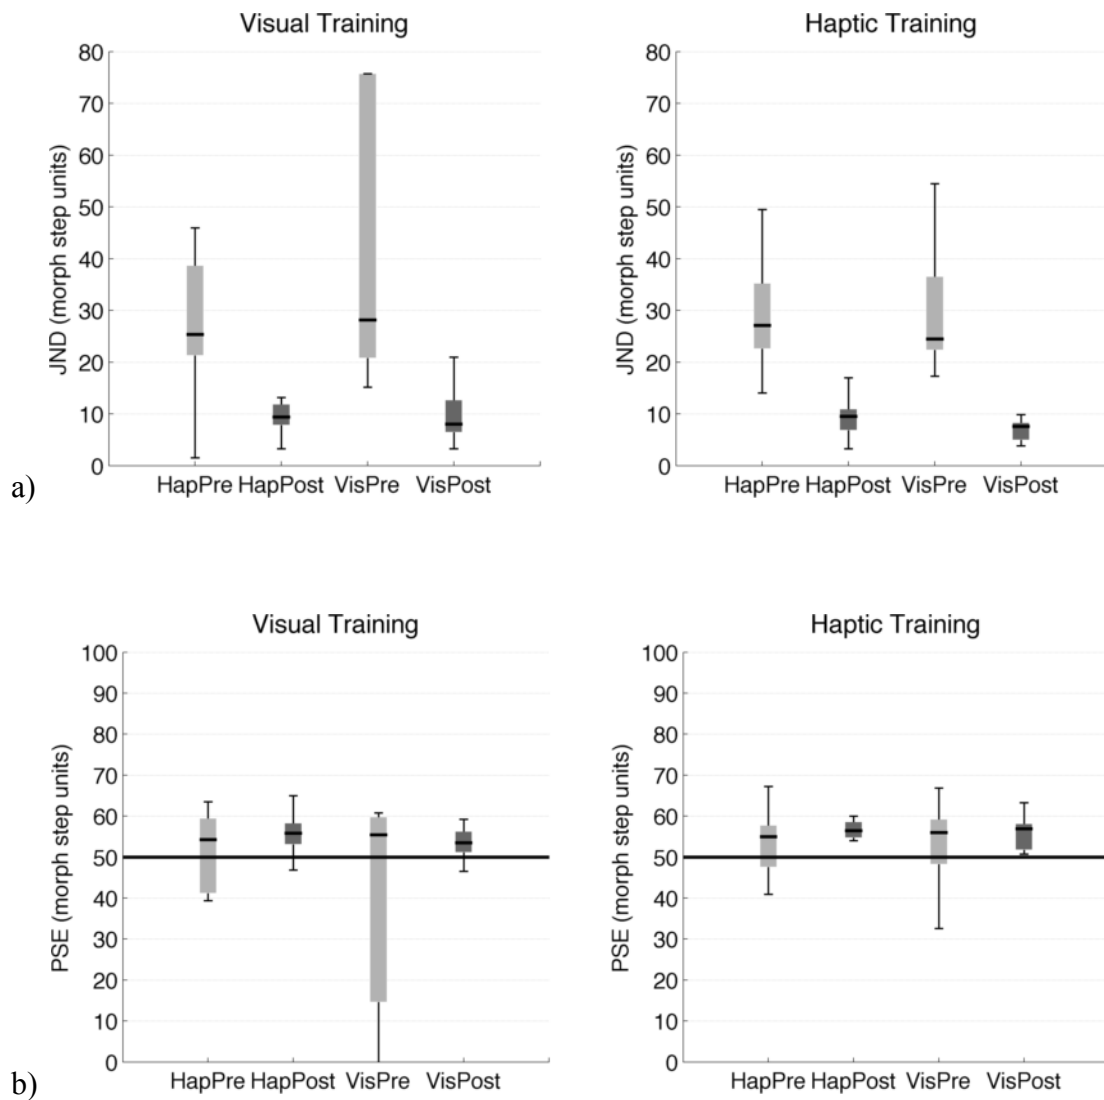 Visual Training
Haptic Training
JND (morph step units)
80
70
60
50
40
30
20
10
0
HapPre HapPost VisPre VisPost
JND (morph step units)
80
70
60
50
40
30
20
10
0
HapPre HapPost VisPre VisPost
a)
Visual Training
Haptic Training
PSE (morph step units)
100
90
80
70
60
50
40
30
20
10
0
HapPre HapPost VisPre VisPost
PSE (morph step units)
100
90
80
70
60
50
40
30
20
10
0
HapPre HapPost VisPre VisPost
b)